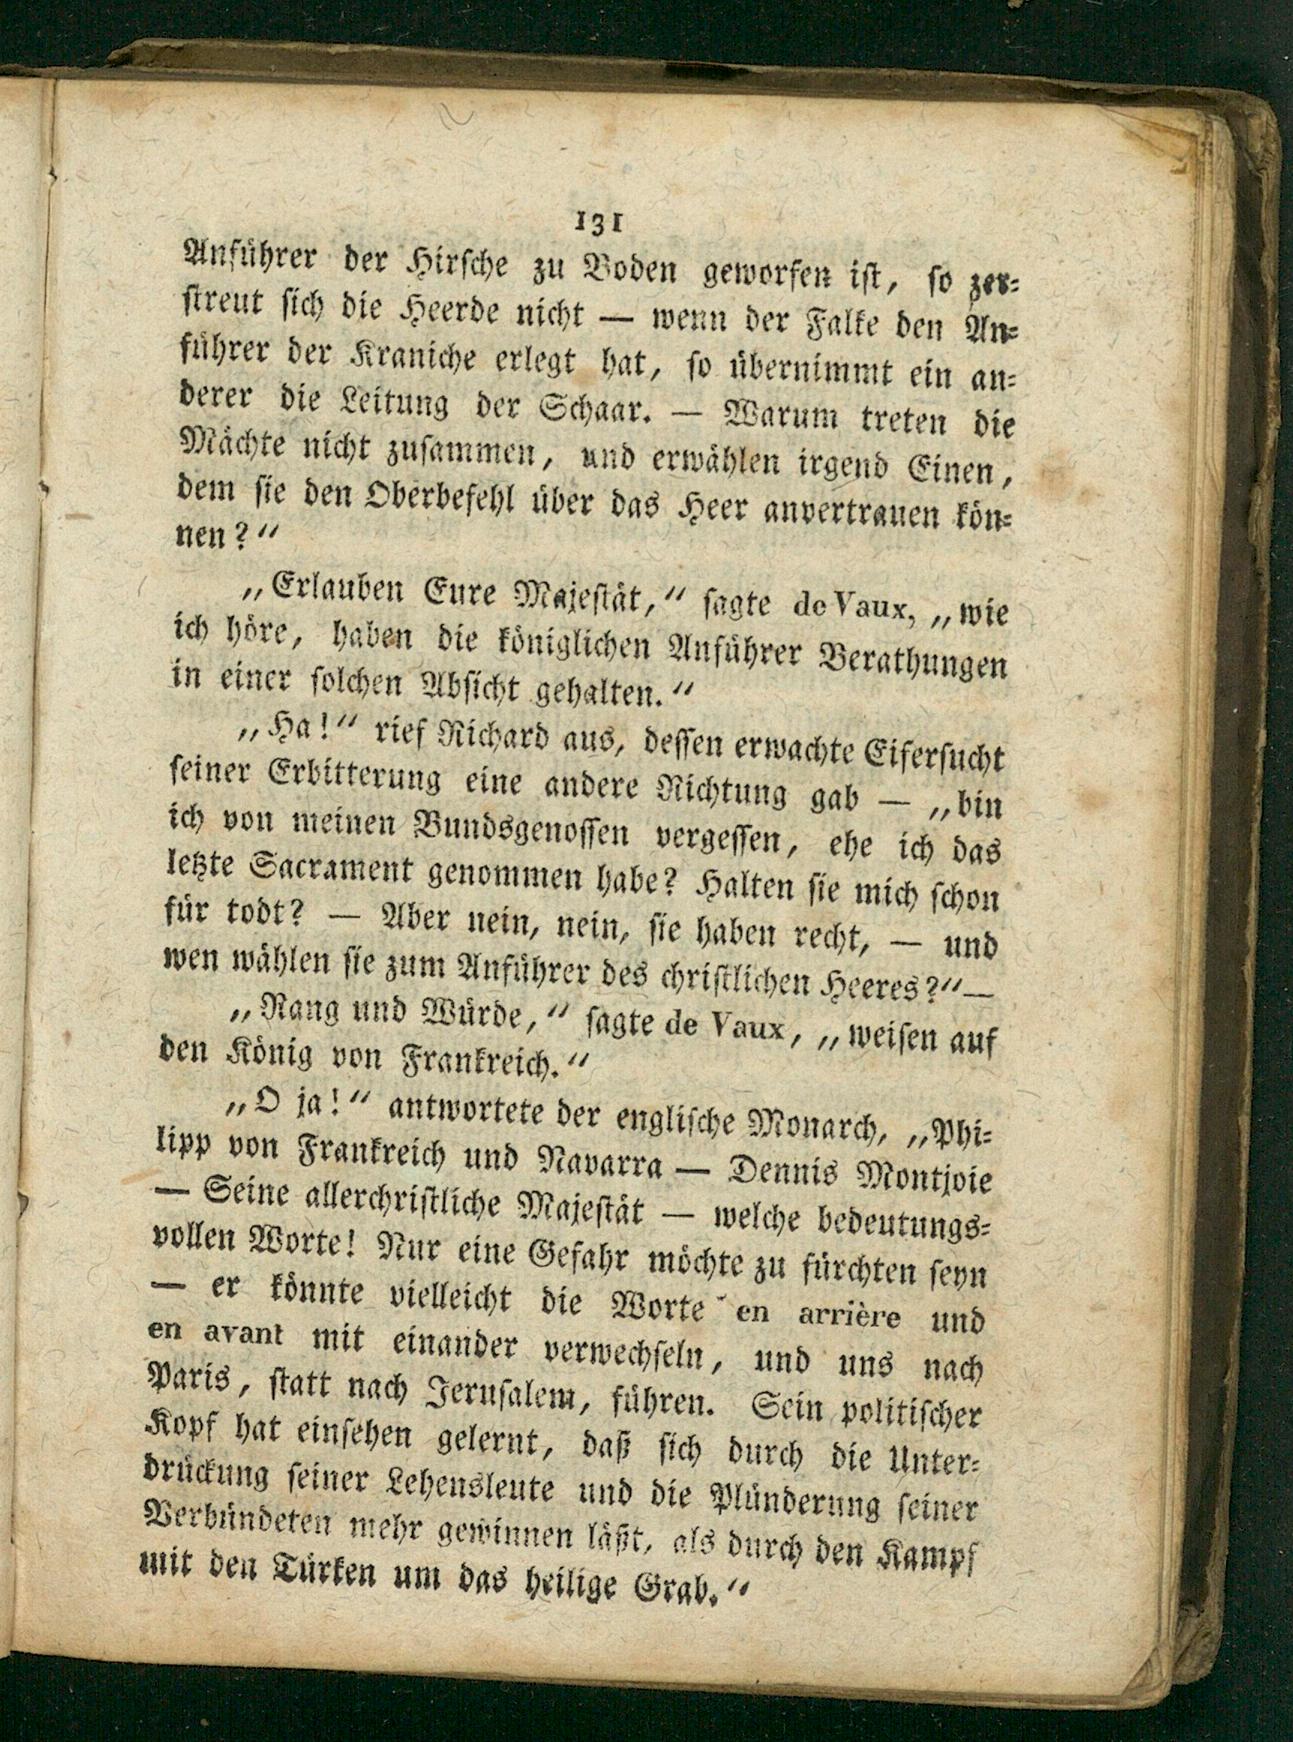 131
Anführer der Hirsche zu Boden geworfen ist, so zer⸗
streut sich die Heerde nicht — wenn der Falke den An⸗
führer der Kraniche erlegt hat, so übernimmt ein an⸗
derer die Leitung der Schaar. — Warum treten die
Mächte nicht zusammen, und erwählen irgend Einen,
dem sie den Oberbefehl über das Heer anvertrauen kön⸗
nen?“
„Erlauben Eure Majestät,“ sagte de Vaux, „wie
ich höre, haben die königlichen Anführer Berathungen
in einer solchen Absicht gehalten.“
„Ha!“ rief Richard aus, dessen erwachte Eifersucht
seiner Erbitterung eine andere Richtung gab — „bin
ich von meinen Bundsgenossen vergessen, ehe ich das
letzte Sacrament genommen habe? Halten sie mich schon
für todt? — Aber nein, nein, sie haben recht, — und
wen wählen sie zum Anführer des christlichen Heeres?“—
„Rang und Würde,“ sagte de Vaux, „weisen auf
den König von Frankreich.“
„O ja!“ antwortete der englische Monarch, „Phi⸗
lipp von Frankreich und Navarra — Dennis Montjoie
— Seine allerchristliche Majestät — welche bedeutungs⸗
vollen Worte! Nur eine Gefahr möchte zu fürchten seyn
— er könnte vielleicht die Worte en arrière und
en avant mit einander verwechseln, und uns nach
Paris, statt nach Jerusalem, führen. Sein politischer
Kopf hat einsehen gelernt, daß sich durch die Unter⸗
drückung seiner Lehensleute und die Plünderung seiner
Verbündeten mehr gewinnen läßt, als durch den Kampf
mit den Türken um das heilige Grab.“